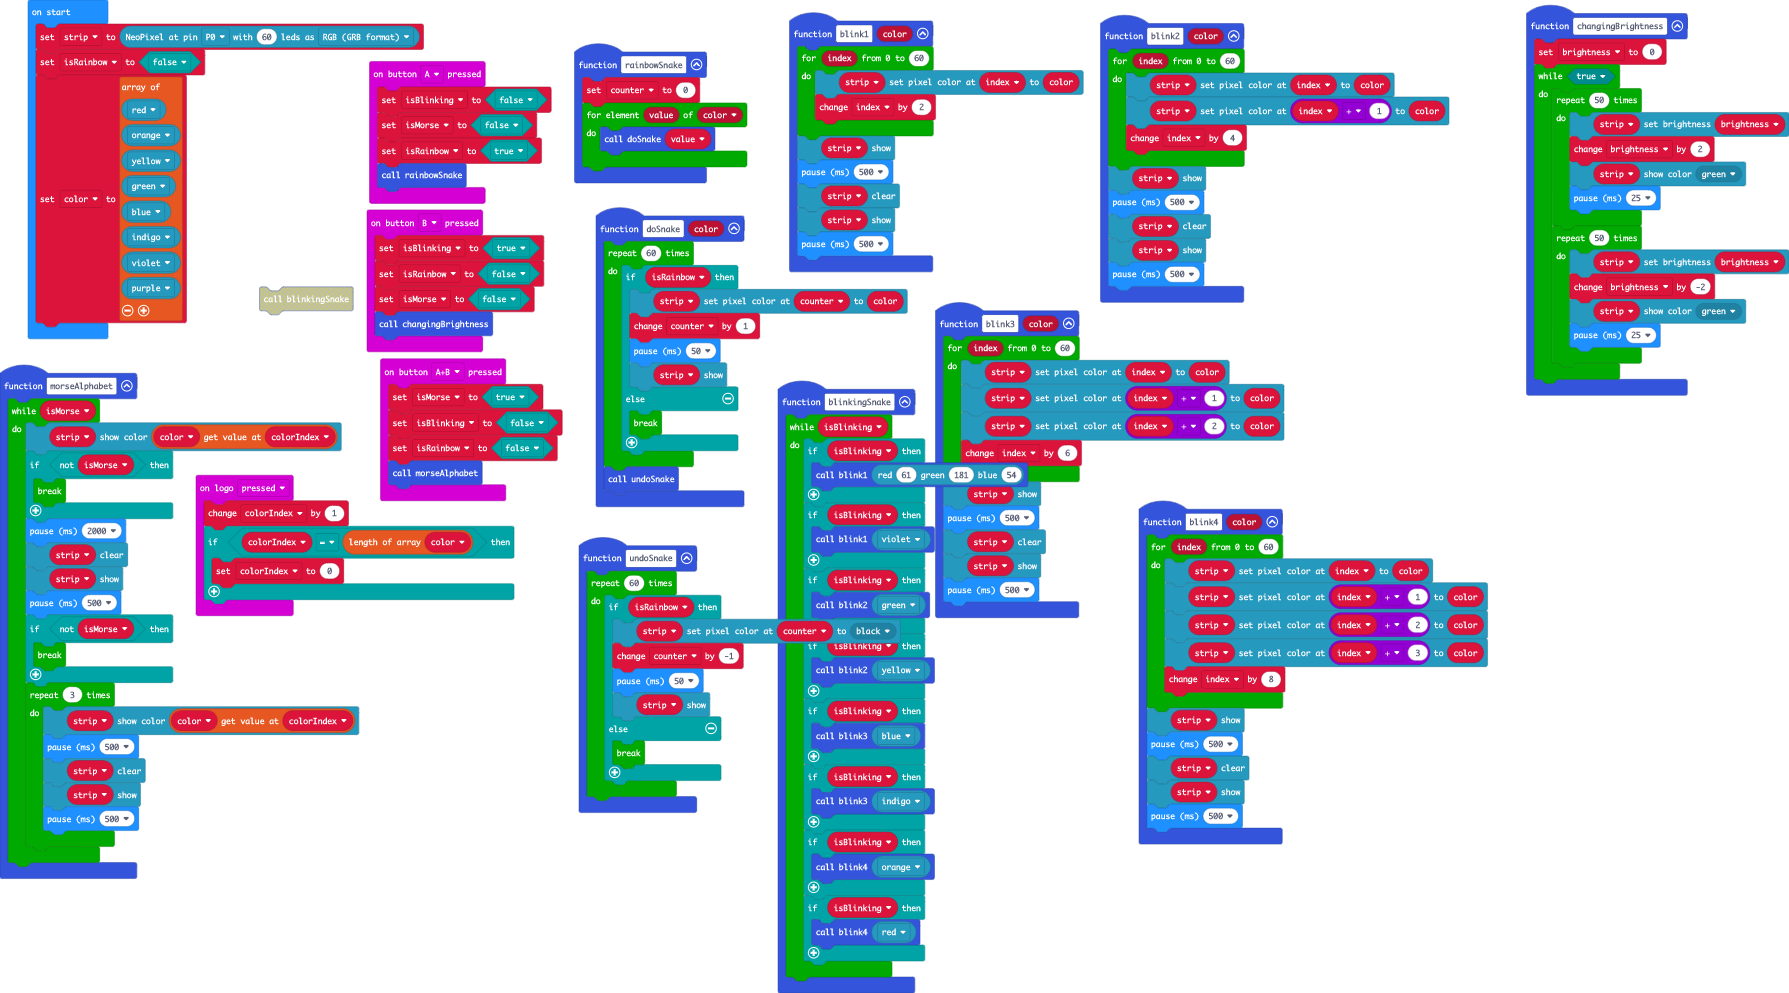 on start
set strip to NeoPixel at pin P0 with 60 leds as RGB (GRB format)
set isRainbow to false
array of
red
orange
yellow
green
blue
set color to
indigo
violet
purple
on button A pressed
set isBlinking to false
set isMorse to false
set isRainbow to true
call rainbowSnake
on button B pressed
set isBlinking to true
set isRainbow to false
set isMorse to false
call changingBrightness
call blinkingSnake
on button A+B pressed
set isMorse to true
set isBlinking to false
set isRainbow to false
call morseAlphabet
function morseAlphabet
while isMorse
do
strip show color color get value at colorIndex
if not isMorse then
break
pause (ms) 2000
strip clear
strip show
pause (ms) 500
if not isMorse then
break
repeat 3 times
do
strip show color color get value at colorIndex
pause (ms) 500
strip clear
strip show
pause (ms) 500
on logo pressed
change colorIndex by 1
if colorIndex = length of array color then
set colorIndex to 0
function rainbowSnake
set counter to 0
for element value of color
do call doSnake value
function doSnake color
repeat 60 times
do if isRainbow then
strip set pixel color at counter to color
change counter by 1
pause (ms) 50
strip show
else
break
call undoSnake
function undoSnake
repeat 60 times
do if isRainbow then
strip set pixel color at counter to black
change counter by -1
pause (ms) 50
strip show
else
break
function blink1 color
for index from 0 to 60
do strip set pixel color at index to color
change index by 2
strip show
pause (ms) 500
strip clear
strip show
pause (ms) 500
function blinkingSnake
while isBlinking
do if isBlinking then
call blink1 red 61 green 181 blue 54
if isBlinking then
call blink1 violet
if isBlinking then
call blink2 green
if isBlinking then
call blink2 yellow
if isBlinking then
call blink3 blue
if isBlinking then
call blink3 indigo
if isBlinking then
call blink4 orange
if isBlinking then
call blink4 red
function blink2 color
for index from 0 to 60
do strip set pixel color at index to color
strip set pixel color at index + 1 to color
change index by 4
strip show
pause (ms) 500
strip clear
strip show
pause (ms) 500
function blink3 color
for index from 0 to 60
do strip set pixel color at index to color
strip set pixel color at index + 1 to color
strip set pixel color at index + 2 to color
change index by 6
strip show
pause (ms) 500
strip clear
strip show
pause (ms) 500
function blink4 color
for index from 0 to 60
do strip set pixel color at index to color
strip set pixel color at index + 1 to color
strip set pixel color at index + 2 to color
strip set pixel color at index + 3 to color
change index by 8
strip show
pause (ms) 500
strip clear
strip show
pause (ms) 500
function changingBrightness
set brightness to 0
while true
do repeat 50 times
do strip set brightness brightness
change brightness by 2
strip show color green
pause (ms) 25
repeat 50 times
do strip set brightness brightness
change brightness by -2
strip show color green
pause (ms) 25